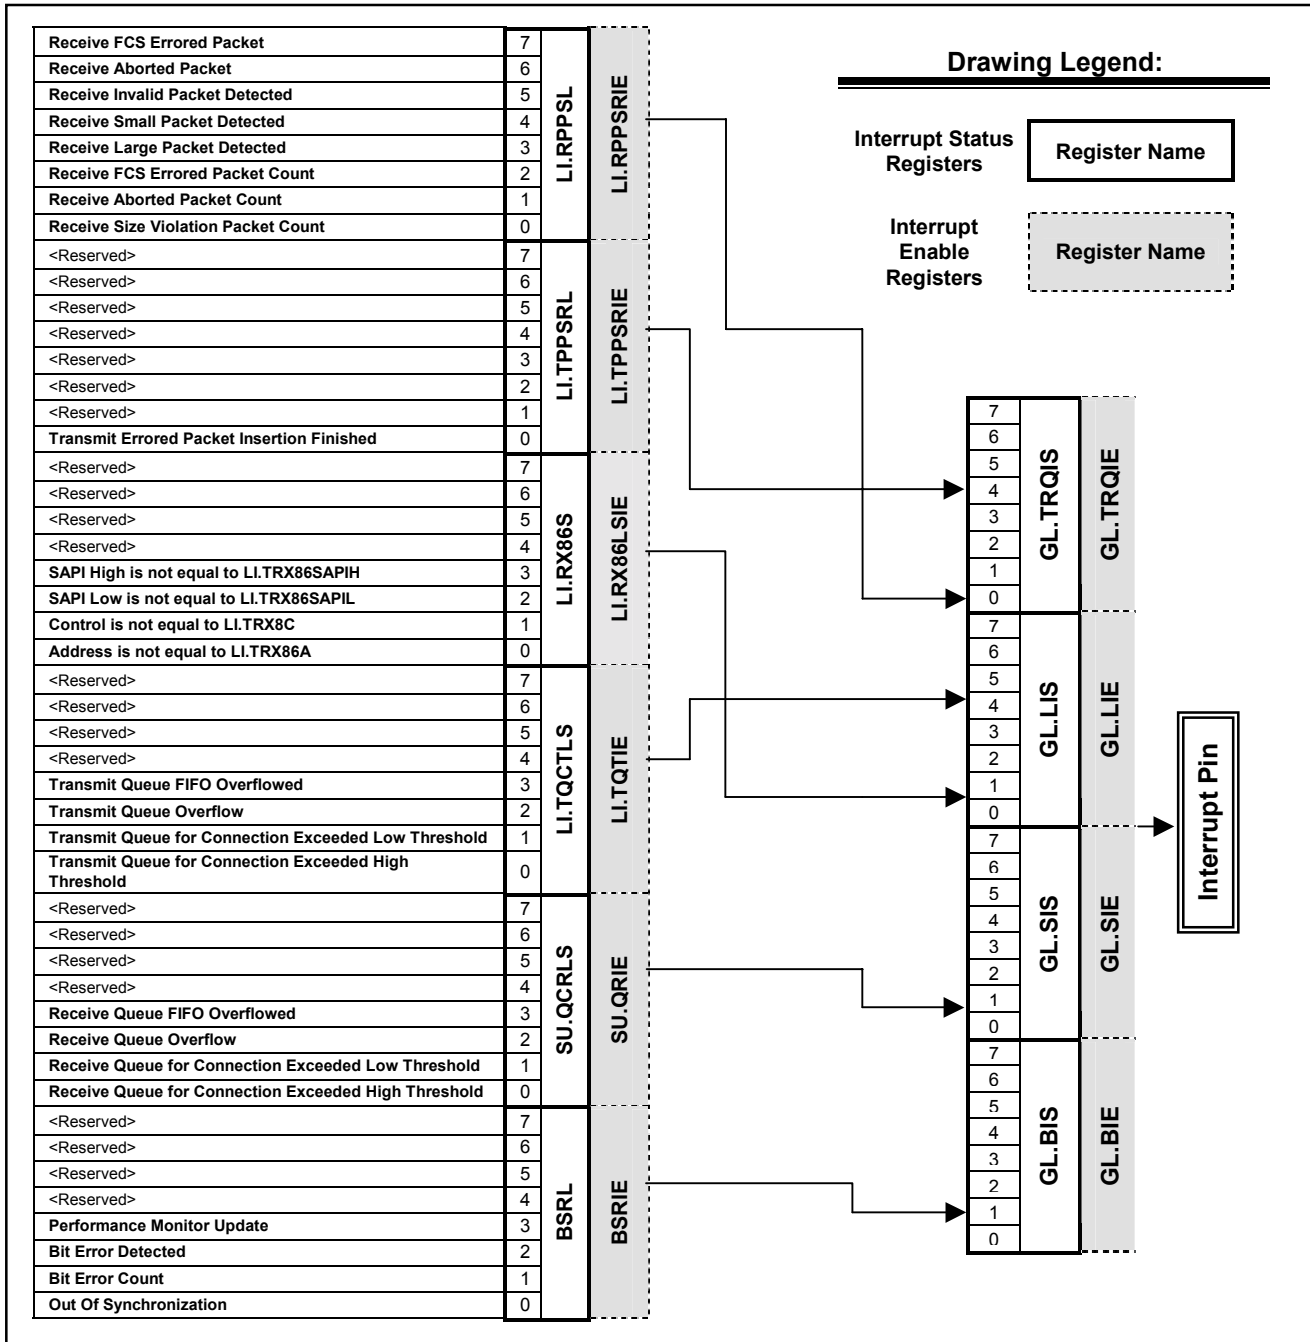 Receive FCS Errored Packet 7
Receive Aborted Packet 6
Receive Invalid Packet Detected 5
Receive Small Packet Detected 4
Receive Large Packet Detected 3
Receive FCS Errored Packet Count 2
Receive Aborted Packet Count 1
Receive Size Violation Packet Count 0
LI.RPPSL
LI.RPPSRIE
<Reserved> 7
<Reserved> 6
<Reserved> 5
<Reserved> 4
<Reserved> 3
<Reserved> 2
<Reserved> 1
Transmit Errored Packet Insertion Finished 0
LI.TPPSRL
LI.TPPSRIE
<Reserved> 7
<Reserved> 6
<Reserved> 5
<Reserved> 4
SAPI High is not equal to LI.TRX86SAPIH 3
SAPI Low is not equal to LI.TRX86SAPIL 2
Control is not equal to LI.TRX8C 1
Address is not equal to LI.TRX86A 0
LI.RX86S
LI.RX86LSIE
<Reserved> 7
<Reserved> 6
<Reserved> 5
<Reserved> 4
Transmit Queue FIFO Overflowed 3
Transmit Queue Overflow 2
Transmit Queue for Connection Exceeded Low Threshold 1
Transmit Queue for Connection Exceeded High
Threshold 0
LI.TQCTLS
LI.TQTIE
<Reserved> 7
<Reserved> 6
<Reserved> 5
<Reserved> 4
Receive Queue FIFO Overflowed 3
Receive Queue Overflow 2
Receive Queue for Connection Exceeded Low Threshold 1
Receive Queue for Connection Exceeded High Threshold 0
SU.QCRLS
SU.QRIE
<Reserved> 7
<Reserved> 6
<Reserved> 5
<Reserved> 4
Performance Monitor Update 3
Bit Error Detected 2
Bit Error Count 1
Out Of Synchronization 0
BSRL
BSRIE
Drawing Legend:
Interrupt Status
Registers
Register Name
Interrupt
Enable
Registers
Register Name
7
6
5
4
3
2
1
0
GL.TRQIS
GL.TRQIE
7
6
5
4
3
2
1
0
GL.LIS
GL.LIE
7
6
5
4
3
2
1
0
GL.SIS
GL.SIE
7
6
5
4
3
2
1
0
GL.BIS
GL.BIE
Interrupt Pin